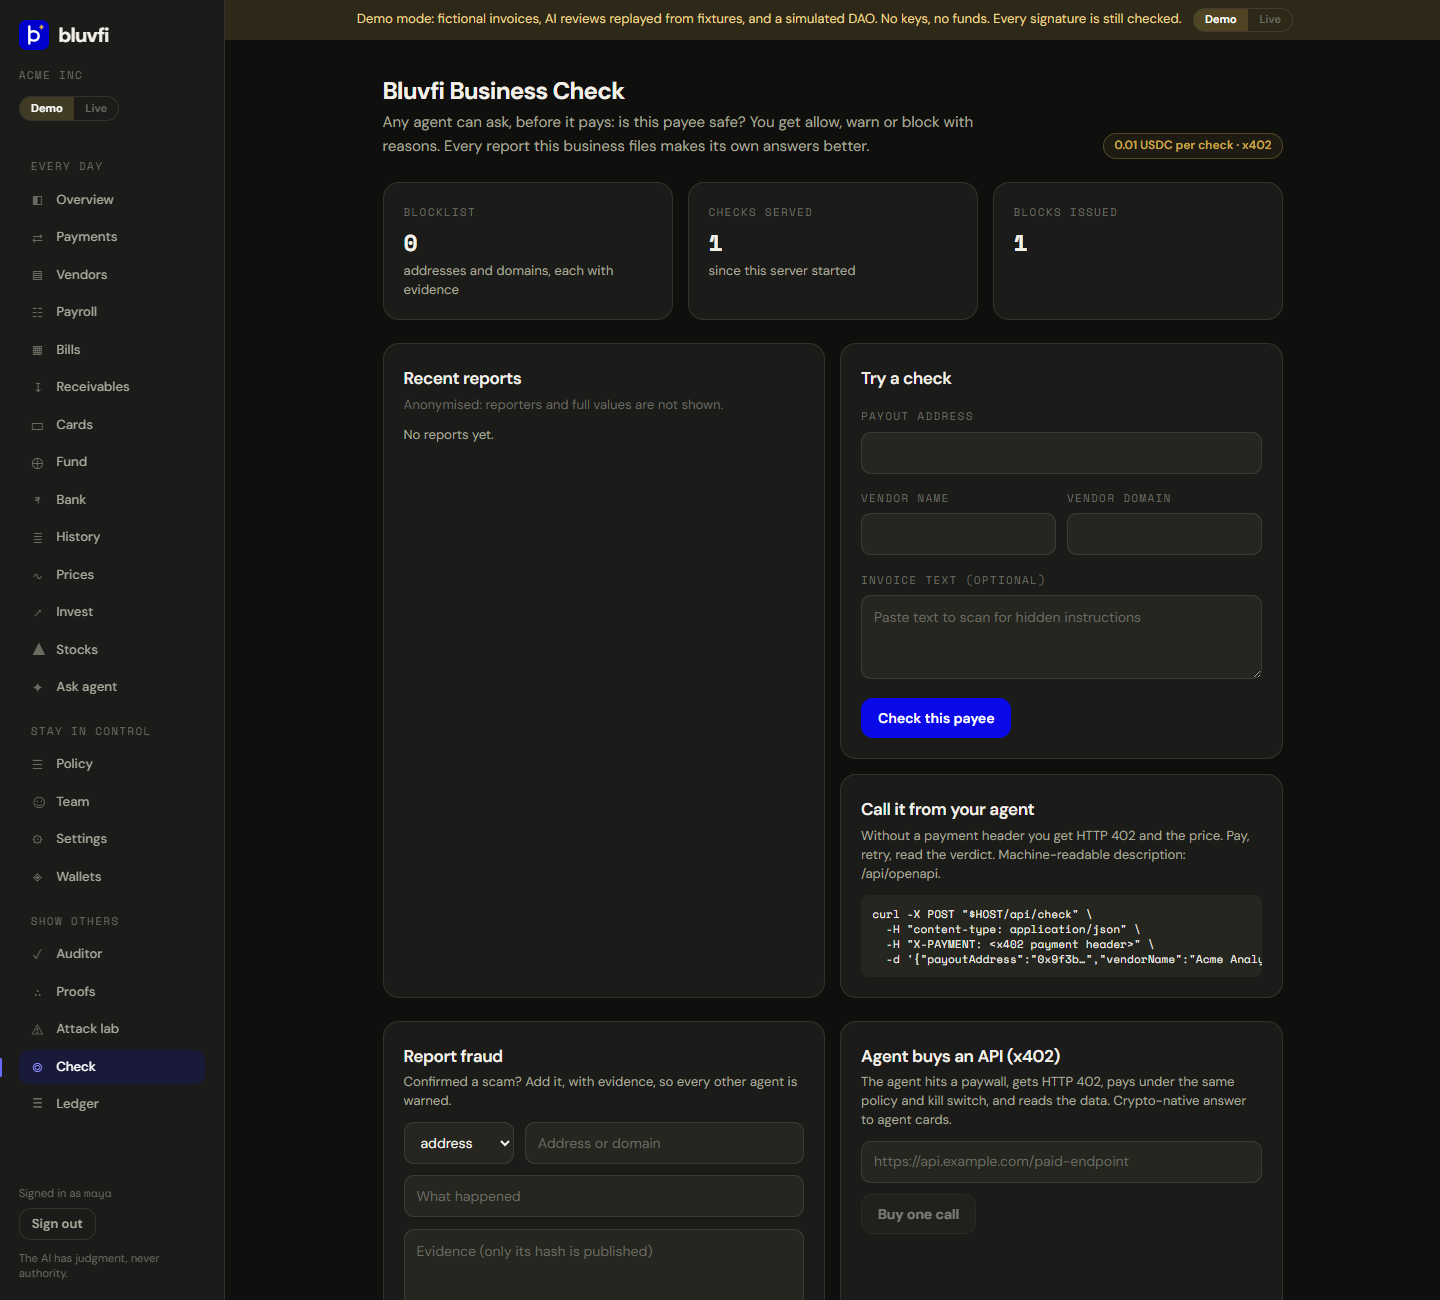 Demo mode: fictional invoices, AI reviews replayed from fixtures, and a simulated DAO. No keys, no funds. Every signature is still checked.
Demo Live
bluvfi
ACME INC
Demo Live
EVERY DAY
Overview
Payments
Vendors
Payroll
Bills
Receivables
Cards
Fund
Bank
History
Prices
Invest
Stocks
Ask agent
STAY IN CONTROL
Policy
Team
Settings
Wallets
SHOW OTHERS
Auditor
Proofs
Attack lab
Check
Ledger
Signed in as maya
Sign out
The AI has judgment, never
authority.
Bluvfi Business Check
Any agent can ask, before it pays: is this payee safe? You get allow, warn or block with
reasons. Every report this business files makes its own answers better.
0.01 USDC per check · x402
BLOCKLIST
0
addresses and domains, each with
evidence
CHECKS SERVED
1
since this server started
BLOCKS ISSUED
1
Recent reports
Anonymised: reporters and full values are not shown.
No reports yet.
Try a check
PAYOUT ADDRESS
VENDOR NAME
VENDOR DOMAIN
INVOICE TEXT (OPTIONAL)
Paste text to scan for hidden instructions
Check this payee
Call it from your agent
Without a payment header you get HTTP 402 and the price. Pay,
retry, read the verdict. Machine-readable description:
/api/openapi.
curl -X POST "$HOST/api/check" \
-H "content-type: application/json" \
-H "X-PAYMENT: <x402 payment header>" \
-d '{"payoutAddress":"0x9f3b…","vendorName":"Acme Analy
Report fraud
Confirmed a scam? Add it, with evidence, so every other agent is
warned.
address
Address or domain
What happened
Evidence (only its hash is published)
Agent buys an API (x402)
The agent hits a paywall, gets HTTP 402, pays under the same
policy and kill switch, and reads the data. Crypto-native answer
to agent cards.
https://api.example.com/paid-endpoint
Buy one call